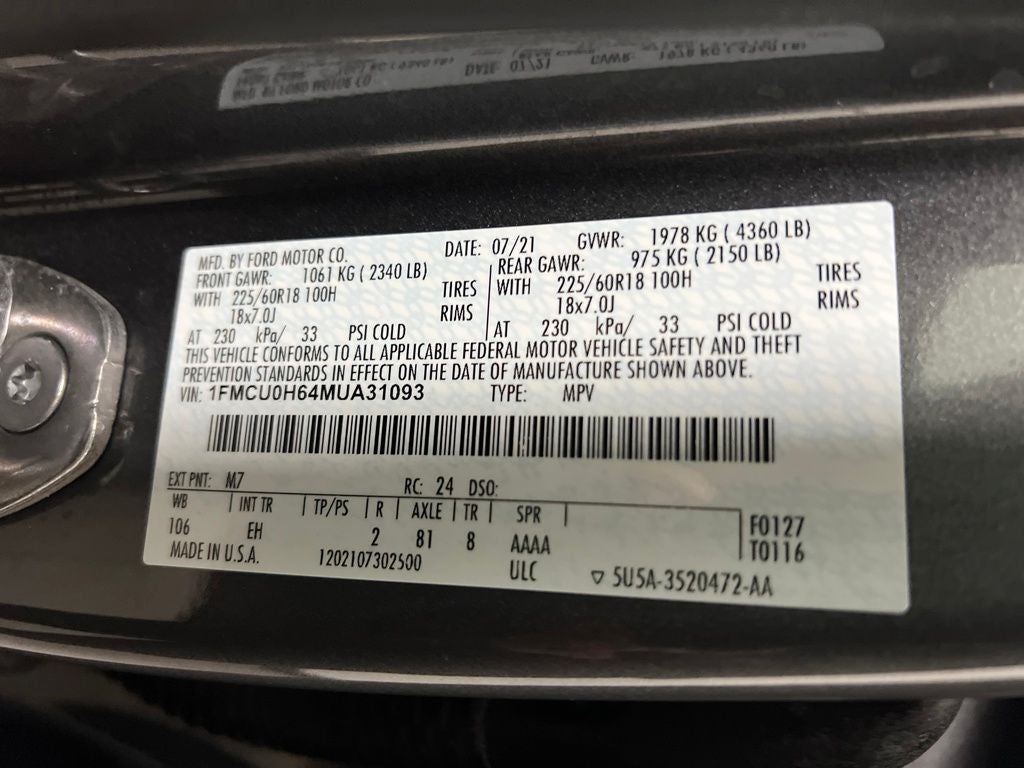 MFD. BY FORD MOTOR CO. DATE: 07/21 GVWR: 1978 KG ( 4360 LB)
FRONT GAWR: 1061 KG ( 2340 LB) REAR GAWR: 975 KG ( 2150 LB)
WITH 225/60R18 100H TIRES WITH 225/60R18 100H TIRES
18x7.0J RIMS 18x7.0J RIMS
AT 230 kPa/ 33 PSI COLD AT 230 kPa/ 33 PSI COLD
THIS VEHICLE CONFORMS TO ALL APPLICABLE FEDERAL MOTOR VEHICLE SAFETY AND THEFT
PREVENTION STANDARDS IN EFFECT ON THE DATE OF MANUFACTURE SHOWN ABOVE.
VIN: 1FMCU0H64MUA31093 TYPE: MPV
EXT PNT: M7 RC: 24 DSO:
WB INT TR TP/PS R AXLE TR SPR F0127
106 EH 2 81 8 AAAA T0116
MADE IN U.S.A. 1202107302500 ULC ▽ 5U5A-3520472-AA